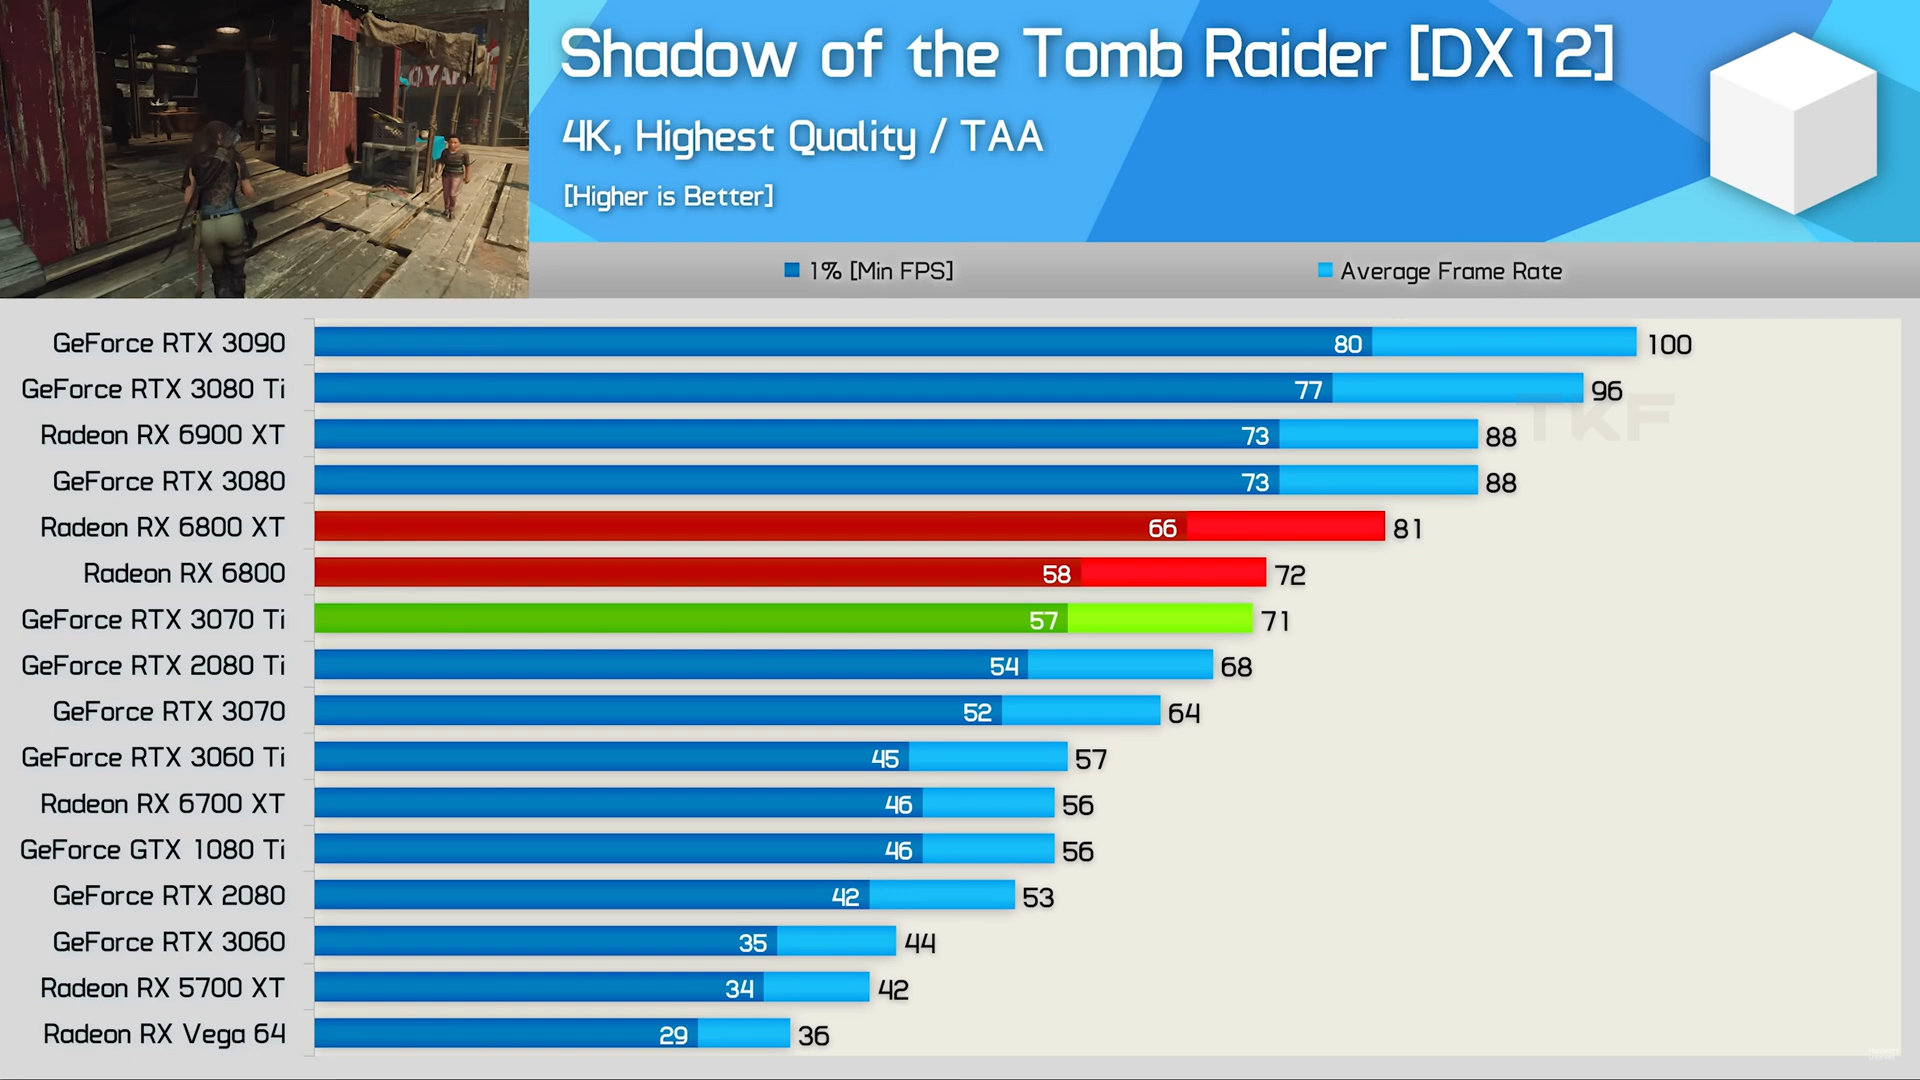 Shadow of the Tomb Raider [DX12]
4K, Highest Quality / TAA
[Higher is Better]
1% [Min FPS] Average Frame Rate
GeForce RTX 3090 80 100
GeForce RTX 3080 Ti 77 96
TKF
Radeon RX 6900 XT 73 88
GeForce RTX 3080 73 88
Radeon RX 6800 XT 66 81
Radeon RX 6800 58 72
GeForce RTX 3070 Ti 57 71
GeForce RTX 2080 Ti 54 68
GeForce RTX 3070 52 64
GeForce RTX 3060 Ti 45 57
Radeon RX 6700 XT 46 56
GeForce GTX 1080 Ti 46 56
GeForce RTX 2080 42 53
GeForce RTX 3060 35 44
Radeon RX 5700 XT 34 42
Radeon RX Vega 64 29 36